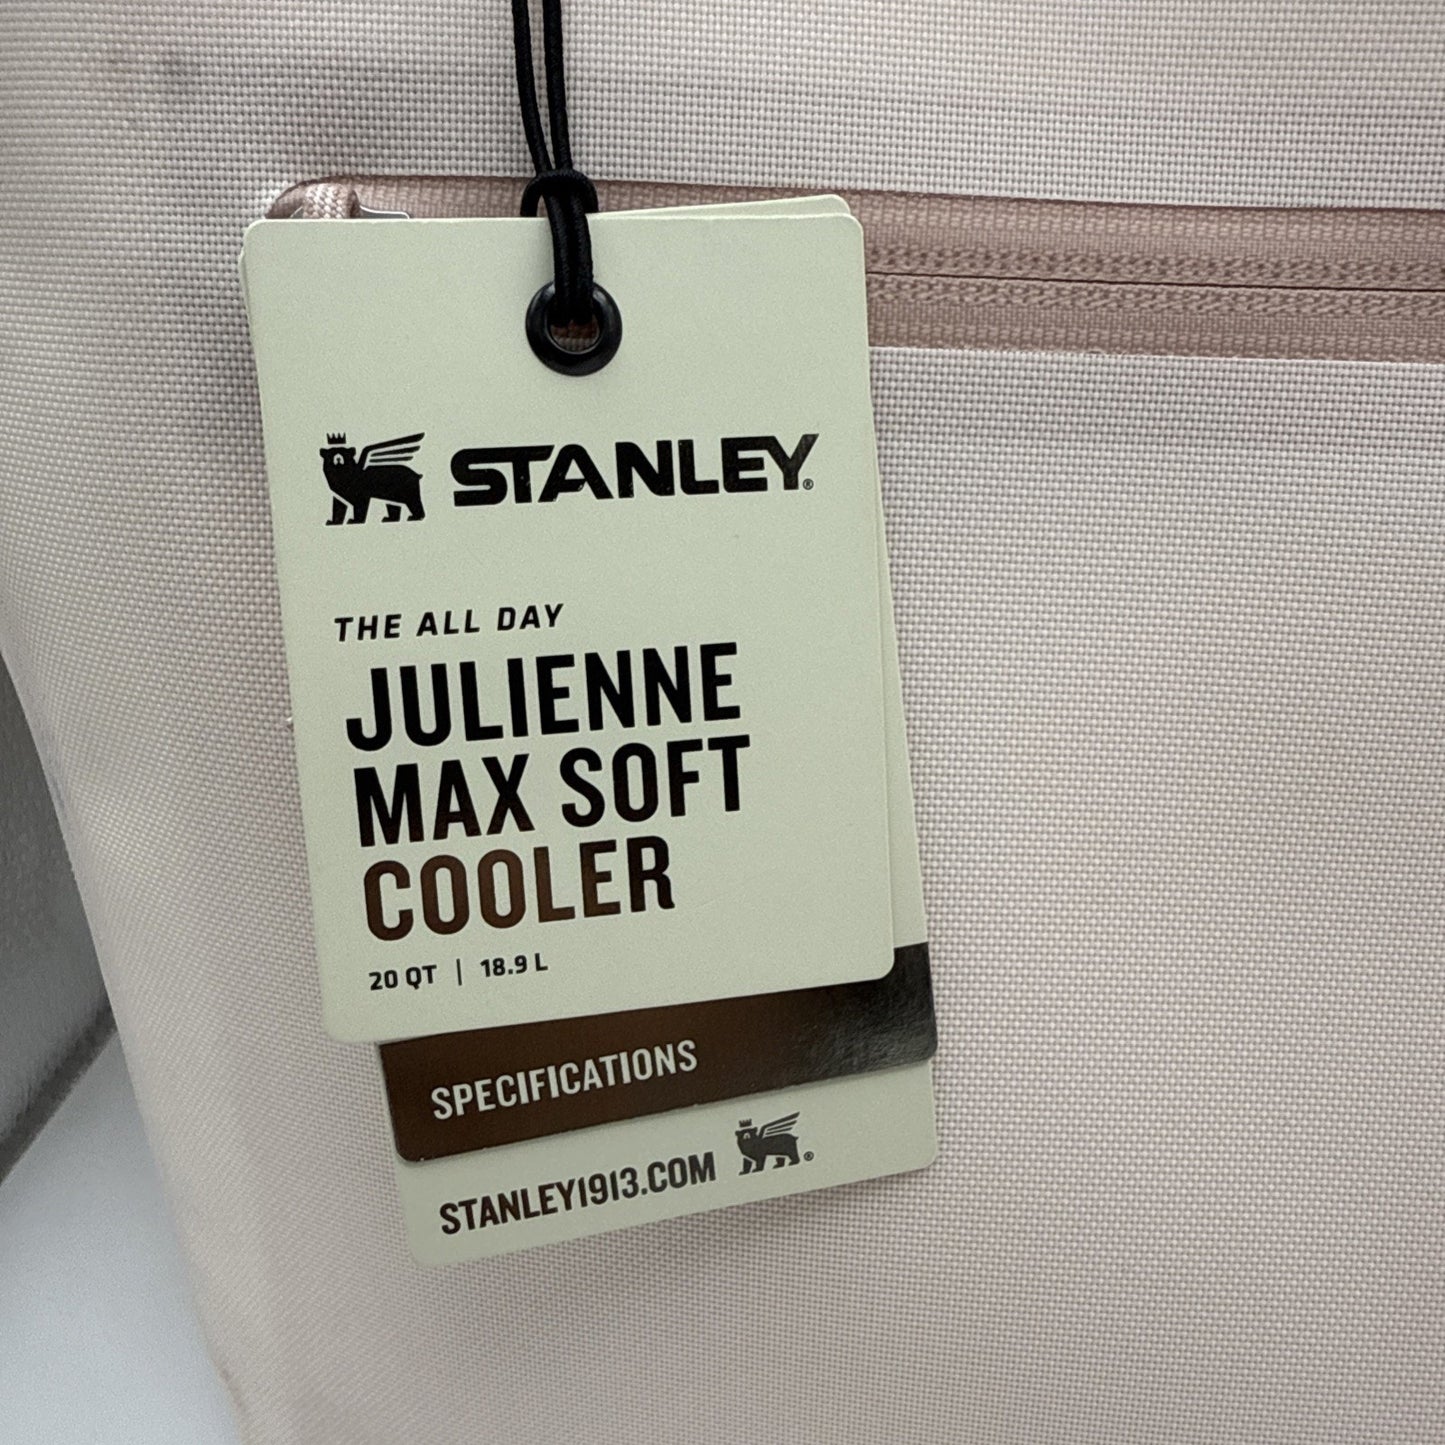 STANLEY®
THE ALL DAY
JULIENNE
MAX SOFT
COOLER
20 QT | 18.9 L
SPECIFICATIONS
STANLEY1913.COM ®